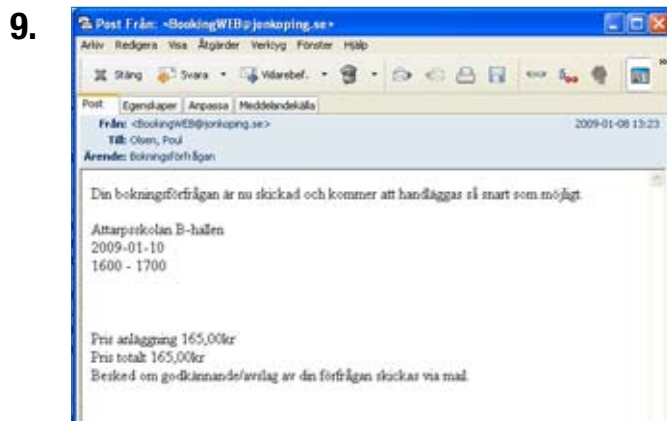 9.
Post Från: <BookingWEB@jonkoping.se>
Arkiv Redigera Visa Åtgärder Verktyg Fönster Hjälp
Stäng Svara Vidarebef.
Post Egenskaper Anpassa Meddelandekälla
Från: <BookingWEB@jonkoping.se> 2009-01-08 13:23
Till: Olsen, Poul
Ärende: Bokningsförfrågan
Din bokningsförfrågan är nu skickad och kommer att handläggas så snart som möjligt.
Attarpsskolan B-hallen
2009-01-10
1600 - 1700
Pris anläggning 165,00kr
Pris totalt 165,00kr
Besked om godkännande/avslag av din förfrågan skickas via mail.